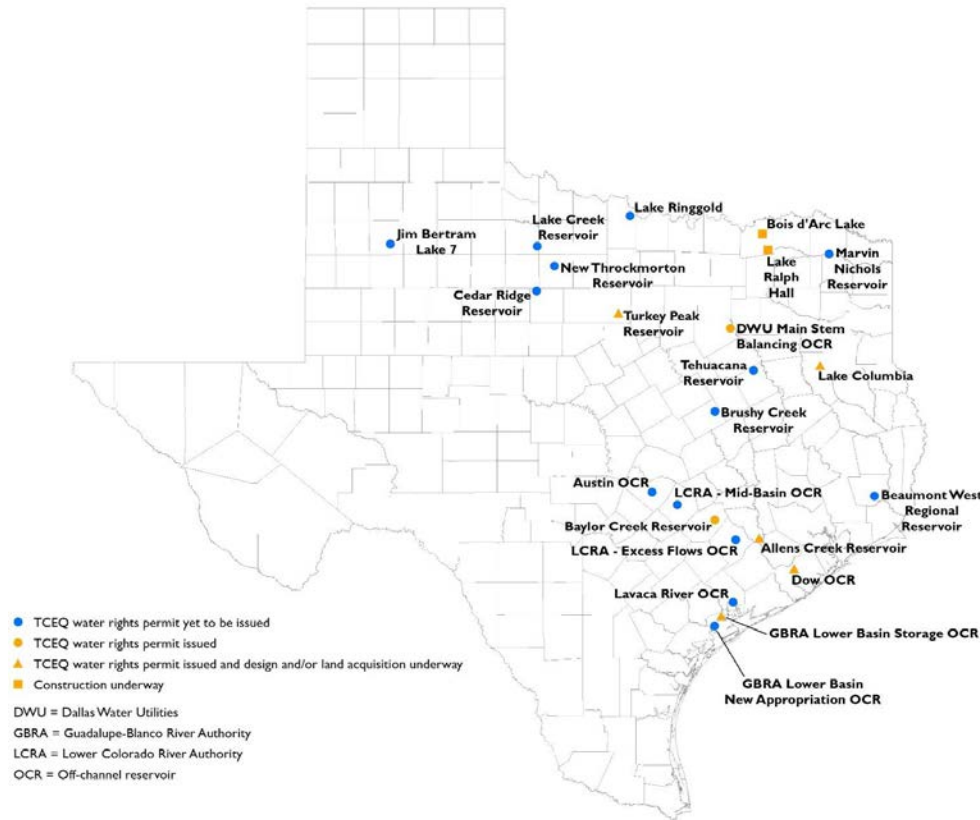 Lake Ringgold
Bois d'Arc Lake
Lake Creek
Reservoir
Jim Bertram
Lake 7
Lake
Ralph
Hall
Marvin
Nichols
Reservoir
New Throckmorton
Reservoir
Cedar Ridge
Reservoir
Turkey Peak
Reservoir
DWU Main Stem
Balancing OCR
Tehuacana
Reservoir
Lake Columbia
Brushy Creek
Reservoir
Austin OCR
LCRA - Mid-Basin OCR
Beaumont West
Regional
Reservoir
Baylor Creek Reservoir
LCRA - Excess Flows OCR
Allens Creek Reservoir
Dow OCR
Lavaca River OCR
GBRA Lower Basin Storage OCR
GBRA Lower Basin
New Appropriation OCR
TCEQ water rights permit yet to be issued
TCEQ water rights permit issued
TCEQ water rights permit issued and design and/or land acquisition underway
Construction underway
DWU = Dallas Water Utilities
GBRA = Guadalupe-Blanco River Authority
LCRA = Lower Colorado River Authority
OCR = Off-channel reservoir